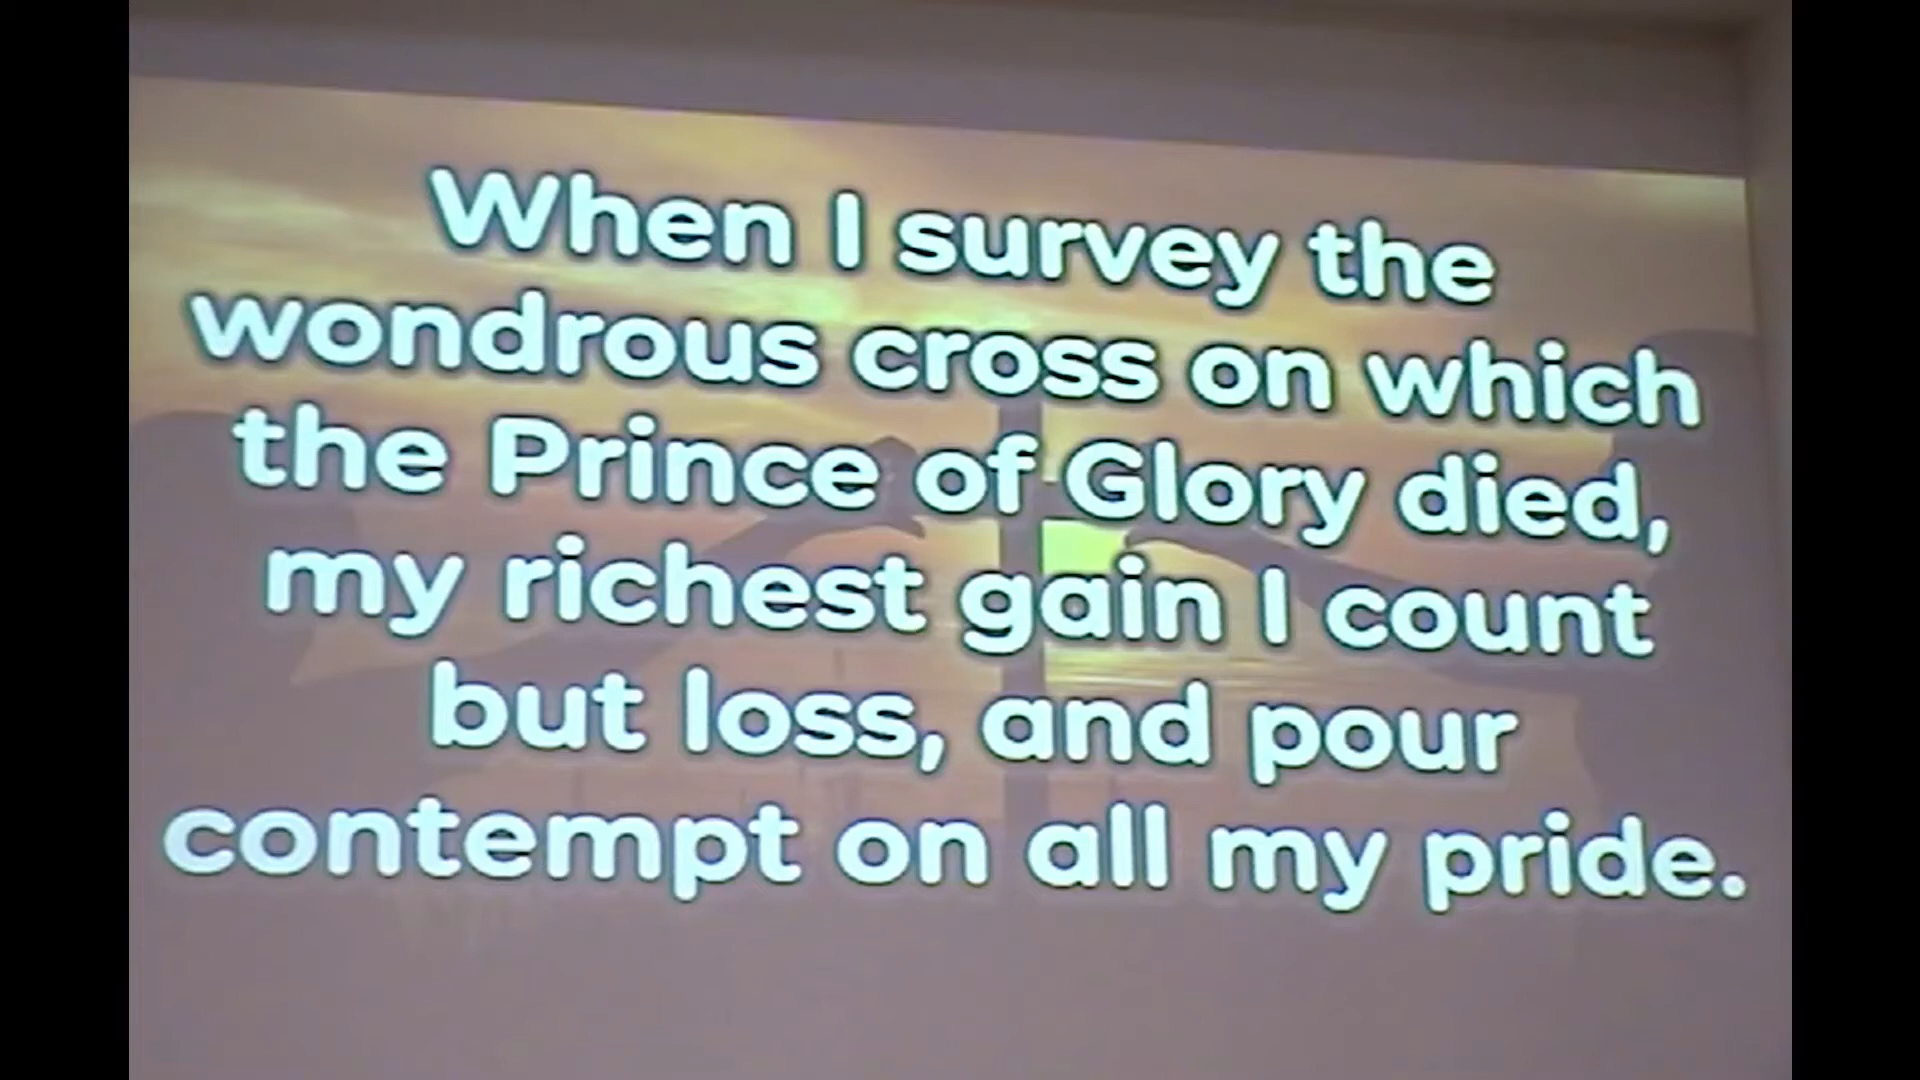 When I survey the
wondrous cross on which
the Prince of Glory died,
my richest gain I count
but loss, and pour
contempt on all my pride.